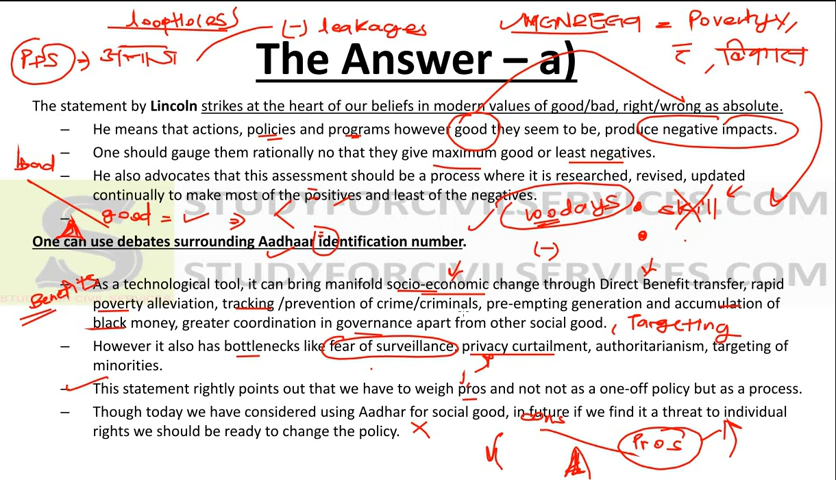 loopholes
(-) leakages
MGNREGA = Poverty x,
PDS → अनाज
₹, विकास
The Answer – a)
The statement by Lincoln strikes at the heart of our beliefs in modern values of good/bad, right/wrong as absolute.
– He means that actions, policies and programs however good they seem to be, produce negative impacts.
– One should gauge them rationally no that they give maximum good or least negatives.
bad
– He also advocates that this assessment should be a process where it is researched, revised, updated
continually to make most of the positives and least of the negatives.
good = ✓ ⇒ <
100 days
skill
STUDYFORCIVILSERVICES.COM
–
One can use debates surrounding Aadhaar identification number.
(-)
STUDYFORCIVILSERVICES.COM
Benefits
– As a technological tool, it can bring manifold socio-economic change through Direct Benefit transfer, rapid
poverty alleviation, tracking /prevention of crime/criminals, pre-empting generation and accumulation of
black money, greater coordination in governance apart from other social good.
, Targeting
– However it also has bottlenecks like fear of surveillance, privacy curtailment, authoritarianism, targeting of
minorities.
– This statement rightly points out that we have to weigh pros and not not as a one-off policy but as a process.
– Though today we have considered using Aadhar for social good, in future if we find it a threat to individual
rights we should be ready to change the policy.
cons
Pros